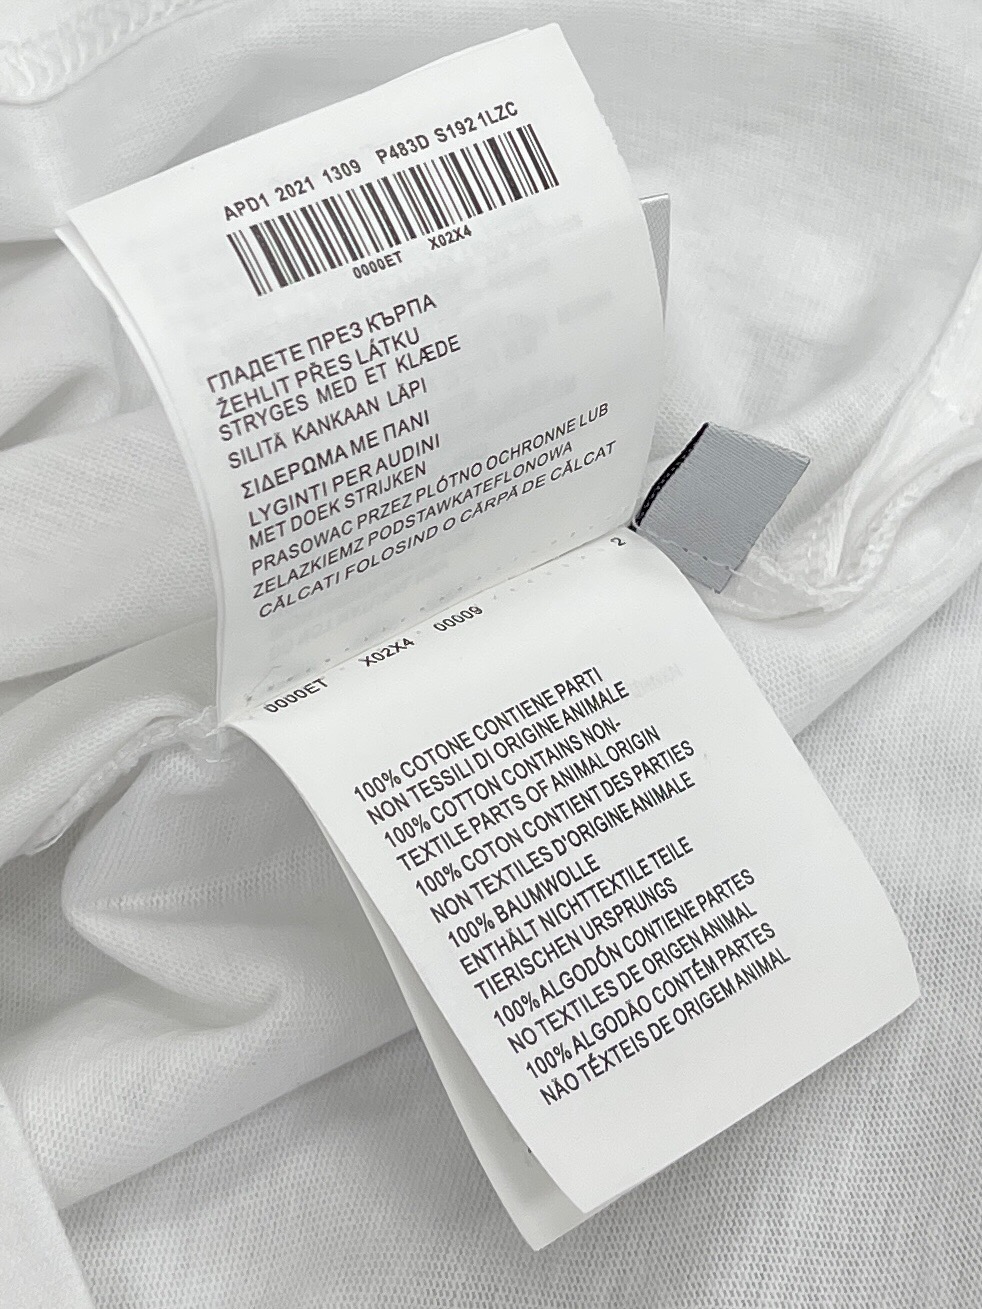 APD1 2021 1309 P483D S192 1LZC
0000ET X02X4
ГЛАДЕТЕ ПРЕЗ КЪРПА
ŽEHLIT PŘES LÁTKU
STRYGES MED ET KLÆDE
SILITÄ KANKAAN LÄPI
ΣΙΔΕΡΩΜΑ ΜΕ ΠΑΝΙ
LYGINTI PER AUDINI
MET DOEK STRIJKEN
PRASOWAC PRZEZ PLÓTNO OCHRONNE LUB
ZELAZKIEMZ PODSTAWKATEFLONOWA
CĂLCATI FOLOSIND O CÂRPĂ DE CĂLCAT
2
0000ET X02X4 00009
100% COTONE CONTIENE PARTI
NON TESSILI DI ORIGINE ANIMALE
100% COTTON CONTAINS NON-
TEXTILE PARTS OF ANIMAL ORIGIN
100% COTON CONTIENT DES PARTIES
NON TEXTILES D'ORIGINE ANIMALE
100% BAUMWOLLE
ENTHÄLT NICHTTEXTILE TEILE
TIERISCHEN URSPRUNGS
100% ALGODÓN CONTIENE PARTES
NO TEXTILES DE ORIGEN ANIMAL
100% ALGODÃO CONTÉM PARTES
NÃO TÊXTEIS DE ORIGEM ANIMAL